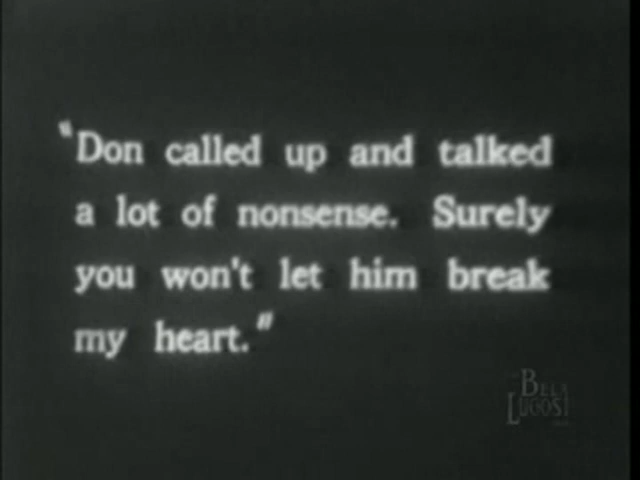 "Don called up and talked
a lot of nonsense. Surely
you won't let him break
my heart."
BELA
LUGOSI